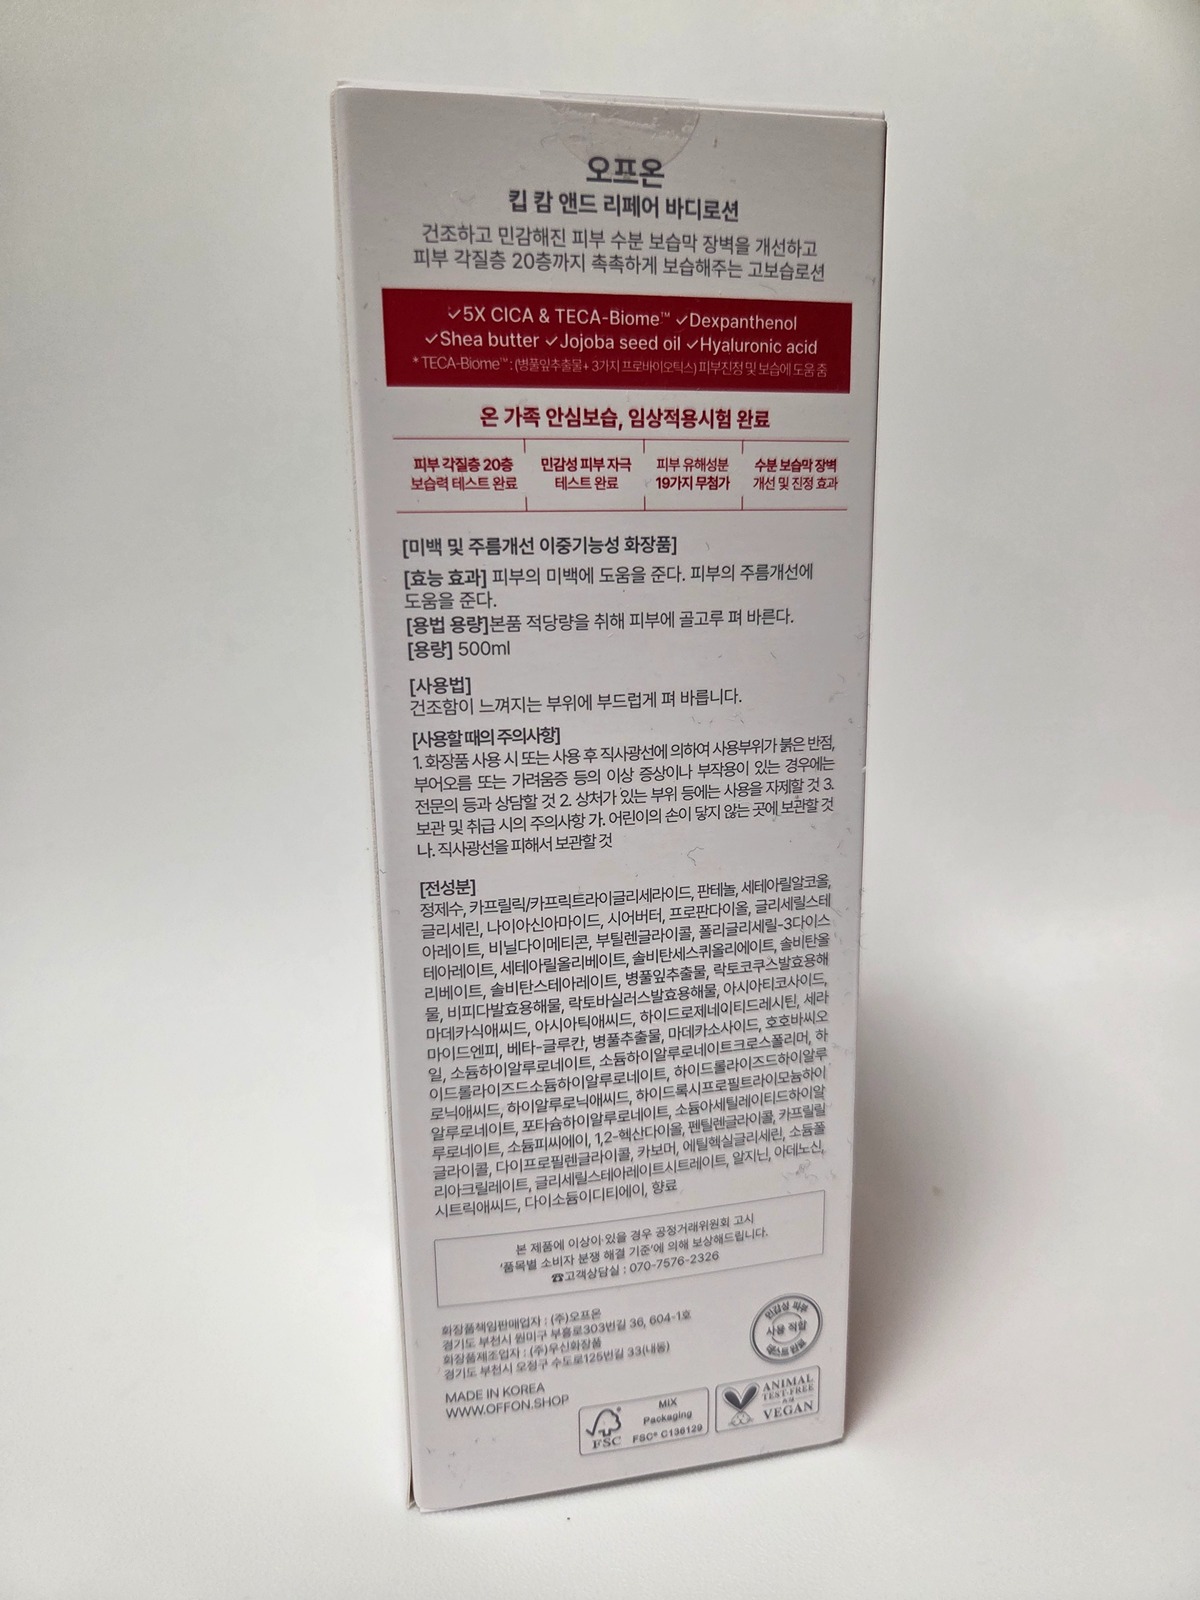 오프온
킵 캄 앤드 리페어 바디로션
건조하고 민감해진 피부 수분 보습막 장벽을 개선하고
피부 각질층 20층까지 촉촉하게 보습해주는 고보습로션
✓5X CICA & TECA-Biome™ ✓Dexpanthenol
✓Shea butter ✓Jojoba seed oil ✓Hyaluronic acid
* TECA-Biome™ : (병풀잎추출물+ 3가지 프로바이오틱스) 피부진정 및 보습에 도움 줌
온 가족 안심보습, 임상적용시험 완료
피부 각질층 20층
보습력 테스트 완료
민감성 피부 자극
테스트 완료
피부 유해성분
19가지 무첨가
수분 보습막 장벽
개선 및 진정 효과
[미백 및 주름개선 이중기능성 화장품]
[효능 효과] 피부의 미백에 도움을 준다. 피부의 주름개선에
도움을 준다.
[용법 용량]본품 적당량을 취해 피부에 골고루 펴 바른다.
[용량] 500ml
[사용법]
건조함이 느껴지는 부위에 부드럽게 펴 바릅니다.
[사용할 때의 주의사항]
1. 화장품 사용 시 또는 사용 후 직사광선에 의하여 사용부위가 붉은 반점,
부어오름 또는 가려움증 등의 이상 증상이나 부작용이 있는 경우에는
전문의 등과 상담할 것 2. 상처가 있는 부위 등에는 사용을 자제할 것 3.
보관 및 취급 시의 주의사항 가. 어린이의 손이 닿지 않는 곳에 보관할 것
나. 직사광선을 피해서 보관할 것
[전성분]
정제수, 카프릴릭/카프릭트라이글리세라이드, 판테놀, 세테아릴알코올,
글리세린, 나이아신아마이드, 시어버터, 프로판다이올, 글리세릴스테
아레이트, 비닐다이메티콘, 부틸렌글라이콜, 폴리글리세릴-3다이스
테아레이트, 세테아릴올리베이트, 솔비탄세스퀴올리에이트, 솔비탄올
리베이트, 솔비탄스테아레이트, 병풀잎추출물, 락토코쿠스발효용해
물, 비피다발효용해물, 락토바실러스발효용해물, 아시아티코사이드,
마데카식애씨드, 아시아틱애씨드, 하이드로제네이티드레시틴, 세라
마이드엔피, 베타-글루칸, 병풀추출물, 마데카소사이드, 호호바씨오
일, 소듐하이알루로네이트, 소듐하이알루로네이트크로스폴리머, 하
이드롤라이즈드소듐하이알루로네이트, 하이드롤라이즈드하이알루
로닉애씨드, 하이알루로닉애씨드, 하이드록시프로필트라이모늄하이
알루로네이트, 포타슘하이알루로네이트, 소듐아세틸레이티드하이알
루로네이트, 소듐피씨에이, 1,2-헥산다이올, 펜틸렌글라이콜, 카프릴릴
글라이콜, 다이프로필렌글라이콜, 카보머, 에틸헥실글리세린, 소듐폴
리아크릴레이트, 글리세릴스테아레이트시트레이트, 알지닌, 아데노신,
시트릭애씨드, 다이소듐이디티에이, 향료
본 제품에 이상이 있을 경우 공정거래위원회 고시
'품목별 소비자 분쟁 해결 기준'에 의해 보상해드립니다.
☎고객상담실 : 070-7576-2326
화장품책임판매업자 : (주)오프온
경기도 부천시 원미구 부흥로303번길 36, 604-1호
화장품제조업자 : (주)우신화장품
경기도 부천시 오정구 수도로125번길 33(내동)
MADE IN KOREA
WWW.OFFON.SHOP
민감성 피부
사용 적합
테스트 완료
FSC
MIX
Packaging
FSC® C136129
ANIMAL
TEST-FREE
VEGAN